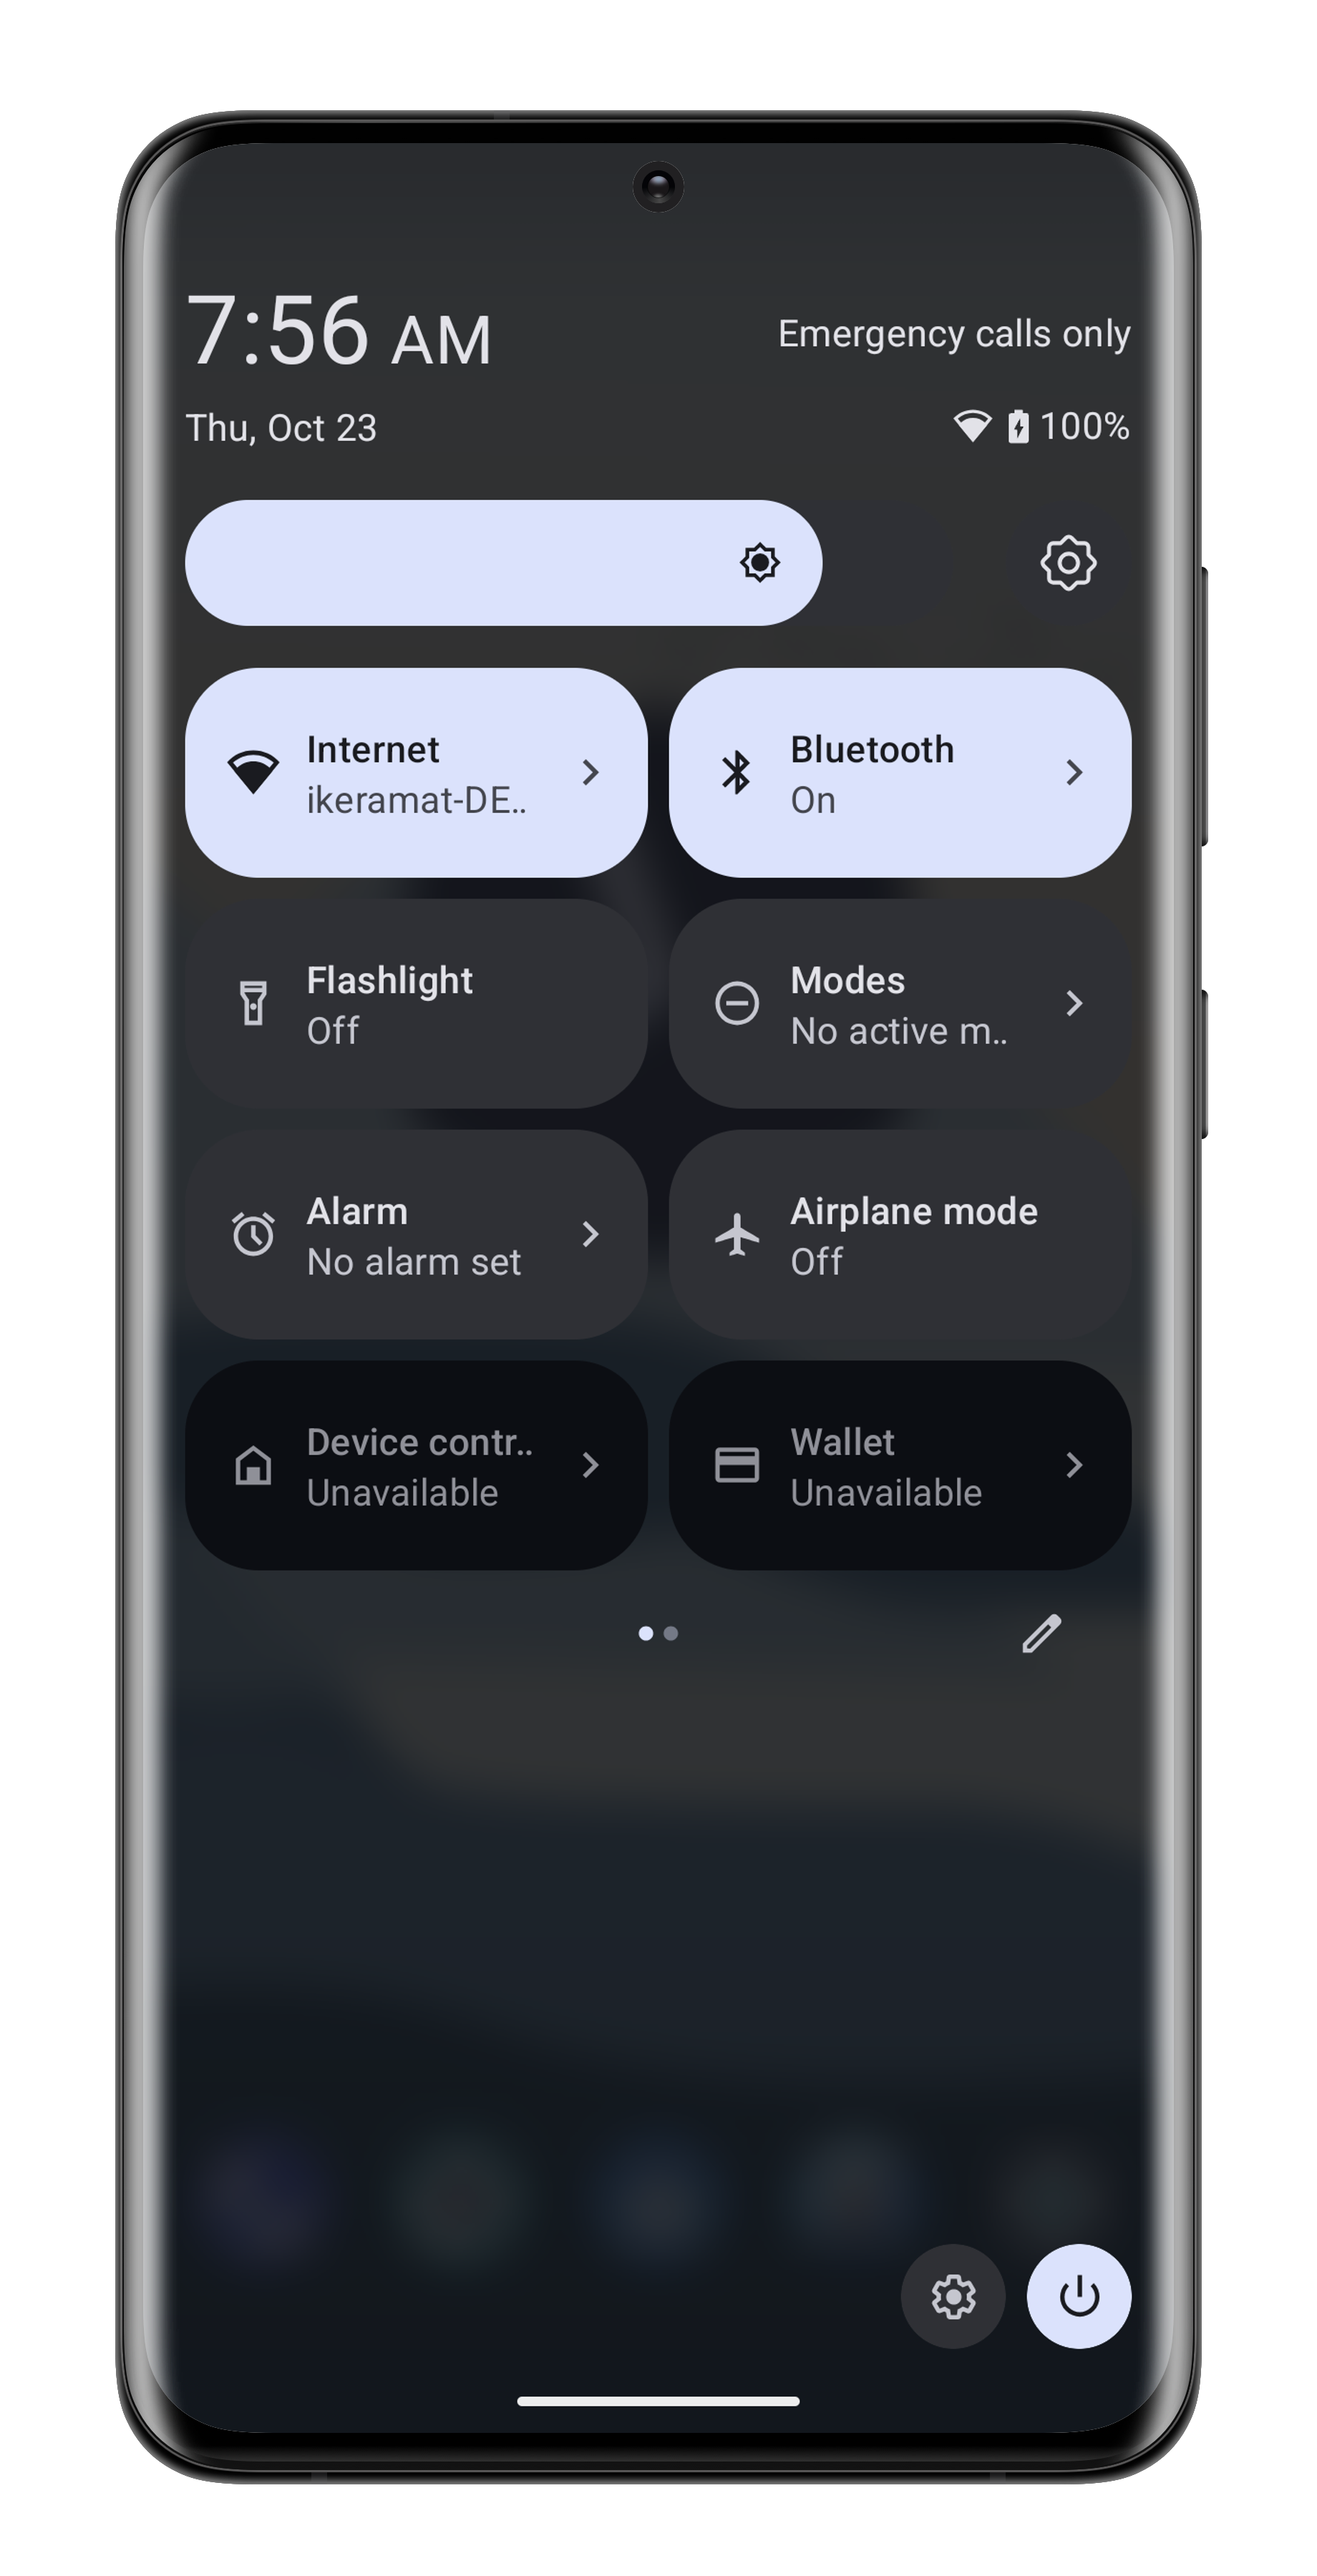 7:56 AM
Emergency calls only
Thu, Oct 23
100%
Internet
ikeramat-DE..
Bluetooth
On
Flashlight
Off
Modes
No active m..
Alarm
No alarm set
Airplane mode
Off
Device contr..
Unavailable
Wallet
Unavailable